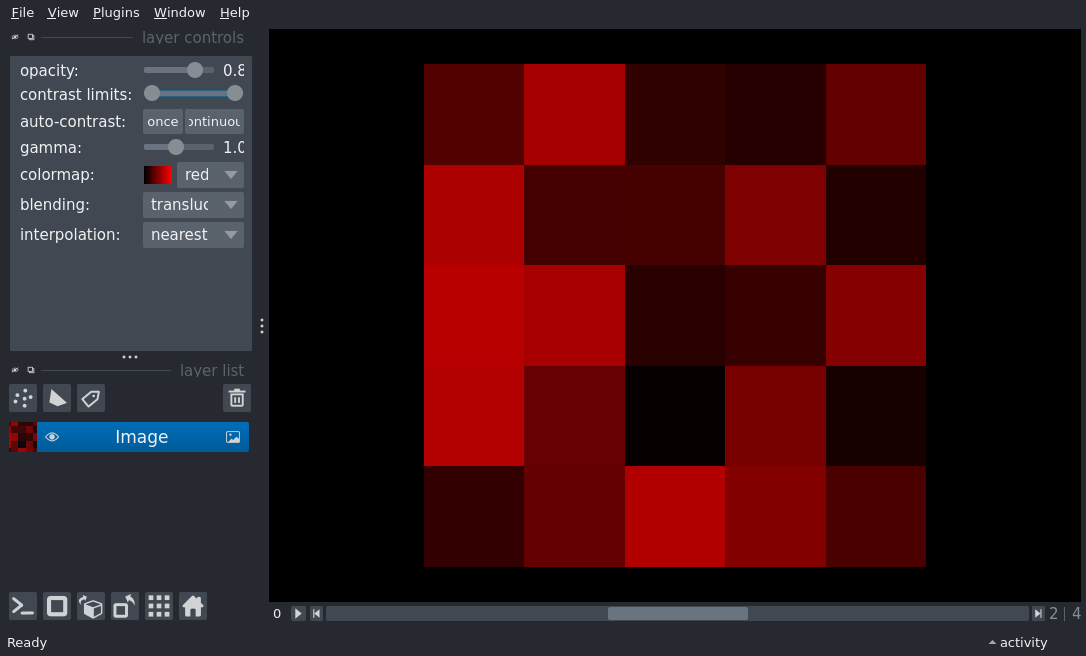 File View Plugins Window Help
layer controls
opacity: 0.8
contrast limits:
auto-contrast: once ontinuou
gamma: 1.0
colormap: red
blending: transluc
interpolation: nearest
layer list
Image
0 2 | 4
Ready activity